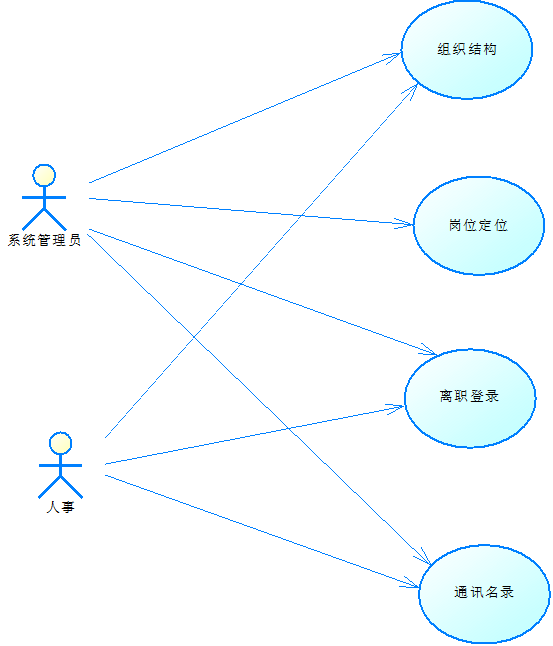 组织结构
岗位定位
系统管理员
离职登录
人事
通讯名录